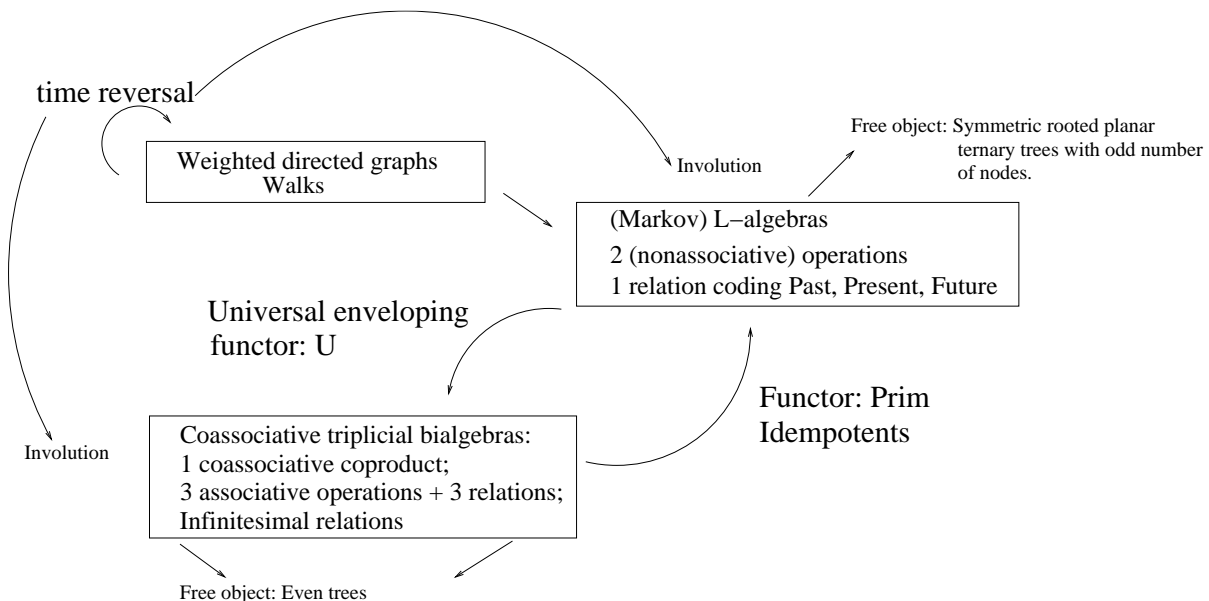 time reversal
Weighted directed graphs
Walks
Involution
Free object: Symmetric rooted planar
ternary trees with odd number
of nodes.
(Markov) L−algebras
2 (nonassociative) operations
1 relation coding Past, Present, Future
Universal enveloping
functor: U
Functor: Prim
Idempotents
Involution
Coassociative triplicial bialgebras:
1 coassociative coproduct;
3 associative operations + 3 relations;
Infinitesimal relations
Free object: Even trees